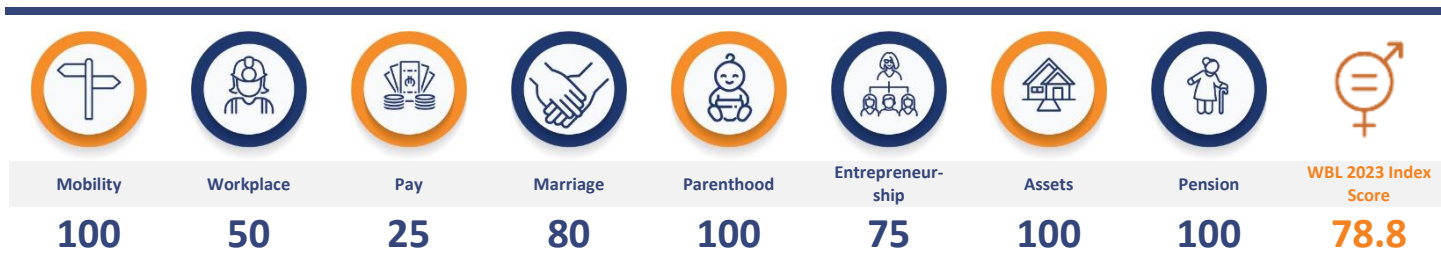 Mobility
Workplace
Pay
Marriage
Parenthood
Entrepreneur-
ship
Assets
Pension
WBL 2023 Index
Score
100
50
25
80
100
75
100
100
78.8